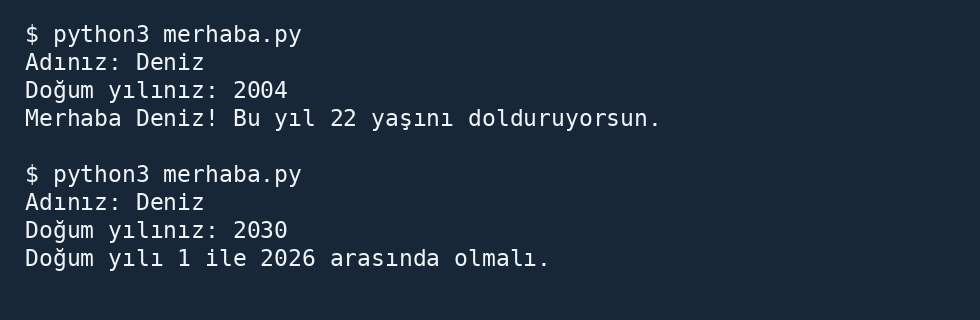 $ python3 merhaba.py
Adınız: Deniz
Doğum yılınız: 2004
Merhaba Deniz! Bu yıl 22 yaşını dolduruyorsun.
$ python3 merhaba.py
Adınız: Deniz
Doğum yılınız: 2030
Doğum yılı 1 ile 2026 arasında olmalı.